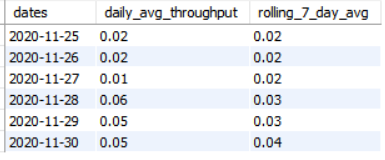 dates daily_avg_throughput rolling_7_day_avg
2020-11-25 0.02 0.02
2020-11-26 0.02 0.02
2020-11-27 0.01 0.02
2020-11-28 0.06 0.03
2020-11-29 0.05 0.03
2020-11-30 0.05 0.04